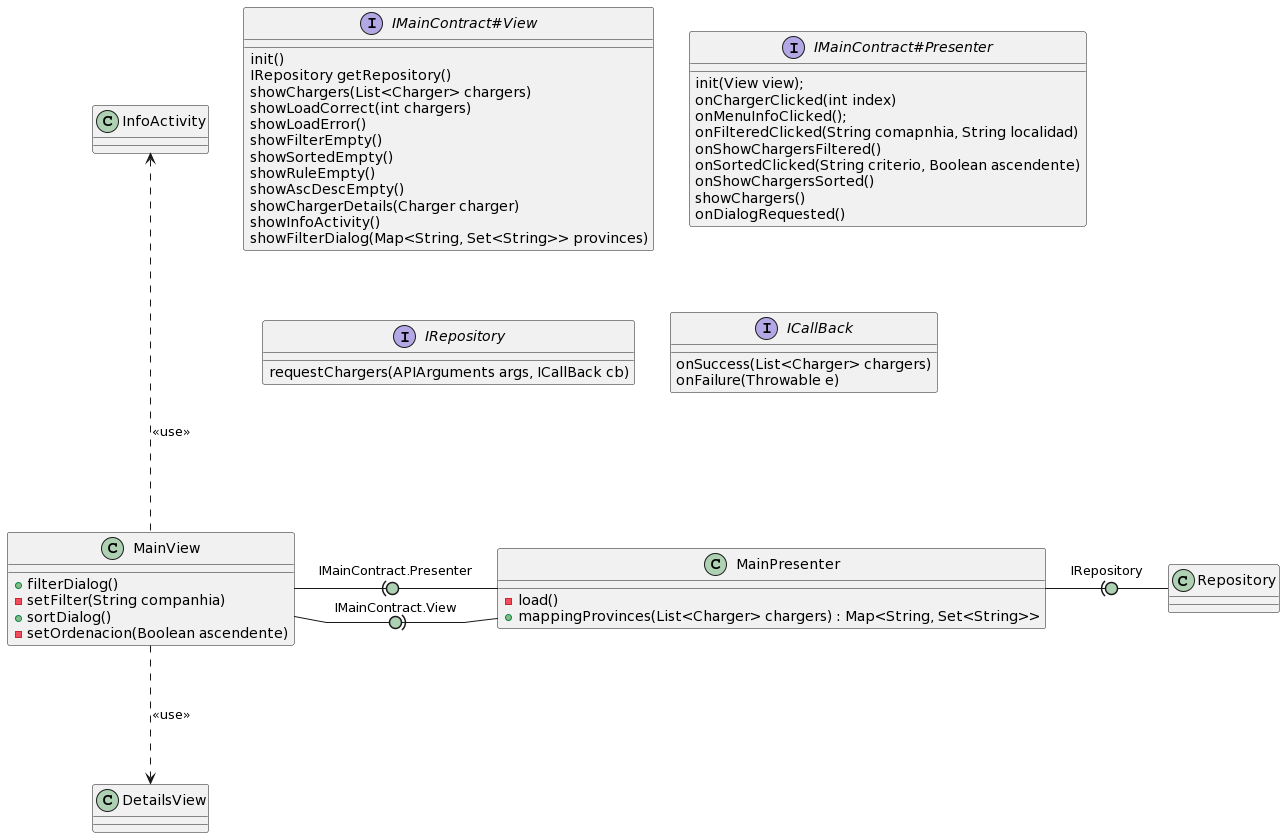 IMainContract#View
init()
IRepository getRepository()
showChargers(List<Charger> chargers)
showLoadCorrect(int chargers)
showLoadError()
showFilterEmpty()
showSortedEmpty()
showRuleEmpty()
showAscDescEmpty()
showChargerDetails(Charger charger)
showInfoActivity()
showFilterDialog(Map<String, Set<String>> provinces)
IMainContract#Presenter
init(View view);
onChargerClicked(int index)
onMenuInfoClicked();
onFilteredClicked(String comapnhia, String localidad)
onShowChargersFiltered()
onSortedClicked(String criterio, Boolean ascendente)
onShowChargersSorted()
showChargers()
onDialogRequested()
InfoActivity
IRepository
requestChargers(APIArguments args, ICallBack cb)
ICallBack
onSuccess(List<Charger> chargers)
onFailure(Throwable e)
«use»
MainView
filterDialog()
setFilter(String companhia)
sortDialog()
setOrdenacion(Boolean ascendente)
IMainContract.Presenter
IMainContract.View
MainPresenter
load()
mappingProvinces(List<Charger> chargers) : Map<String, Set<String>>
IRepository
Repository
«use»
DetailsView